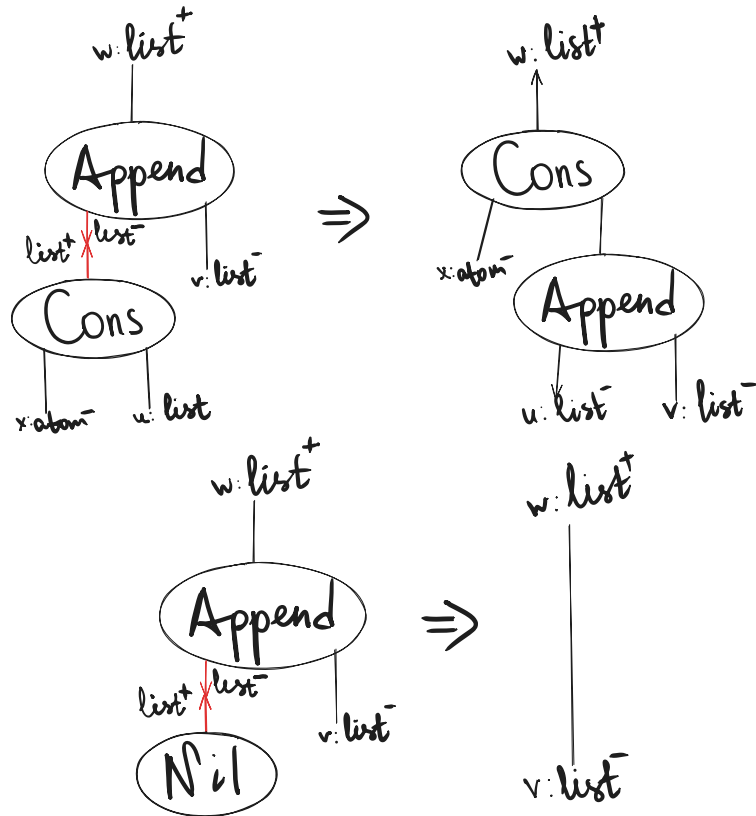 w: list⁺ w: list⁺
Append ⇒ Cons
list⁺ list⁻ v: list⁻ x: atom⁻
Cons Append
x: atom⁻ u: list u: list⁻ v: list⁻
w: list⁺ w: list⁺
Append ⇒
list⁺ list⁻ v: list⁻
Nil v: list⁻